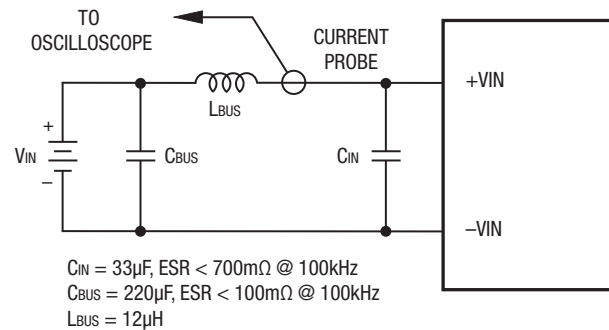 TO
OSCILLOSCOPE
CURRENT
PROBE
LBUS
+VIN
+
VIN
−
CBUS
CIN
−VIN
CIN = 33µF, ESR < 700mΩ @ 100kHz
CBUS = 220µF, ESR < 100mΩ @ 100kHz
LBUS = 12µH